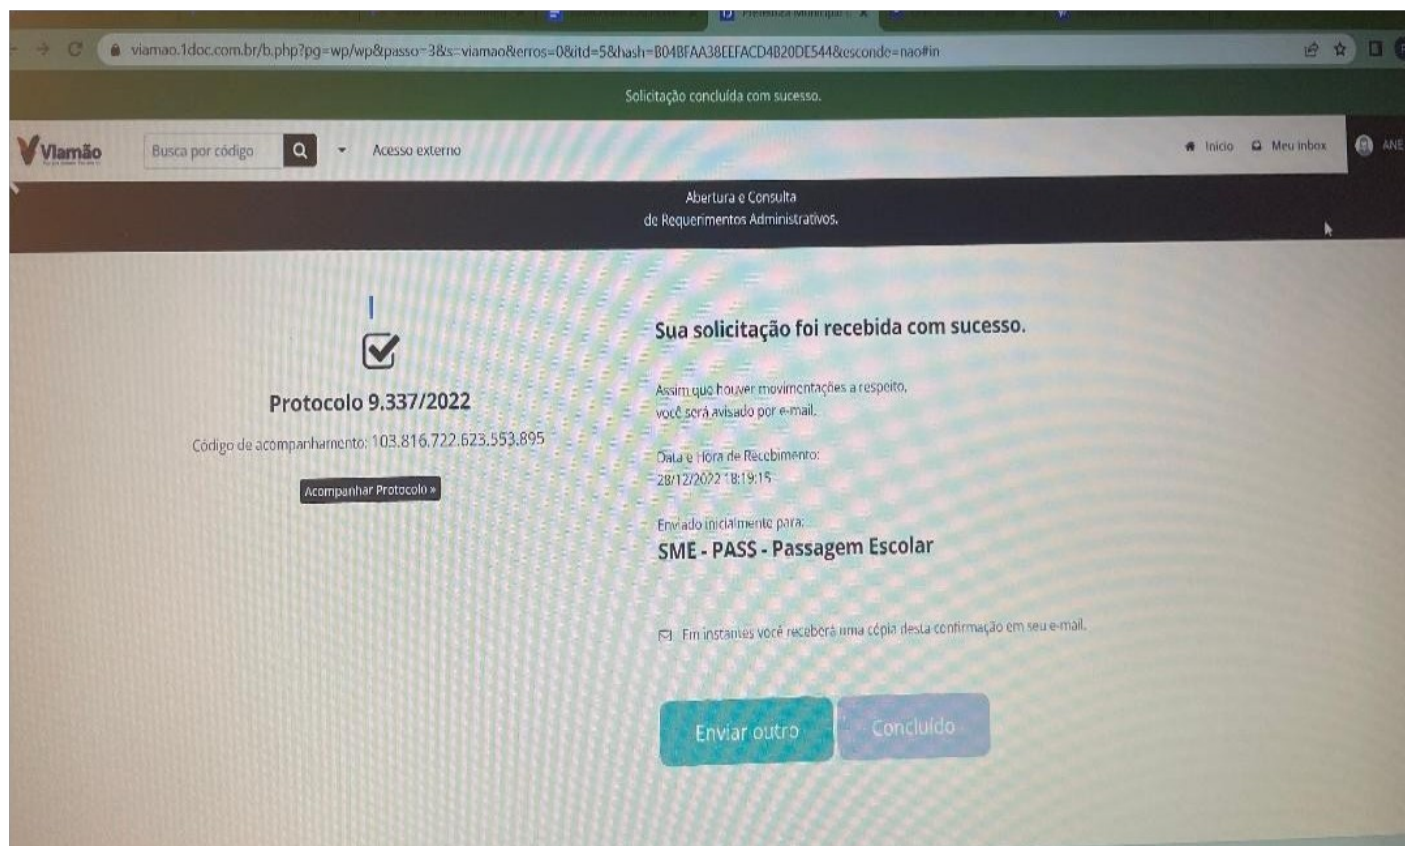 viamao.1doc.com.br/b.php?pg=wp/wp&passo=3&s=viamao&erros=0&itd=5&hash=B04BFAA38EEFACD4B20DE544&esconde=nao#in
Solicitação concluída com sucesso.
Viamão
Busca por código
Acesso externo
Início
Meu inbox
ANE
Abertura e Consulta
de Requerimentos Administrativos.
Protocolo 9.337/2022
Código de acompanhamento: 103.816.722.623.553.895
Acompanhar Protocolo »
Sua solicitação foi recebida com sucesso.
Assim que houver movimentações a respeito,
você será avisado por e-mail.
Data e Hora de Recebimento:
28/12/2022 18:19:15
Enviado inicialmente para:
SME - PASS - Passagem Escolar
Em instantes você receberá uma cópia desta confirmação em seu e-mail.
Enviar outro
Concluído